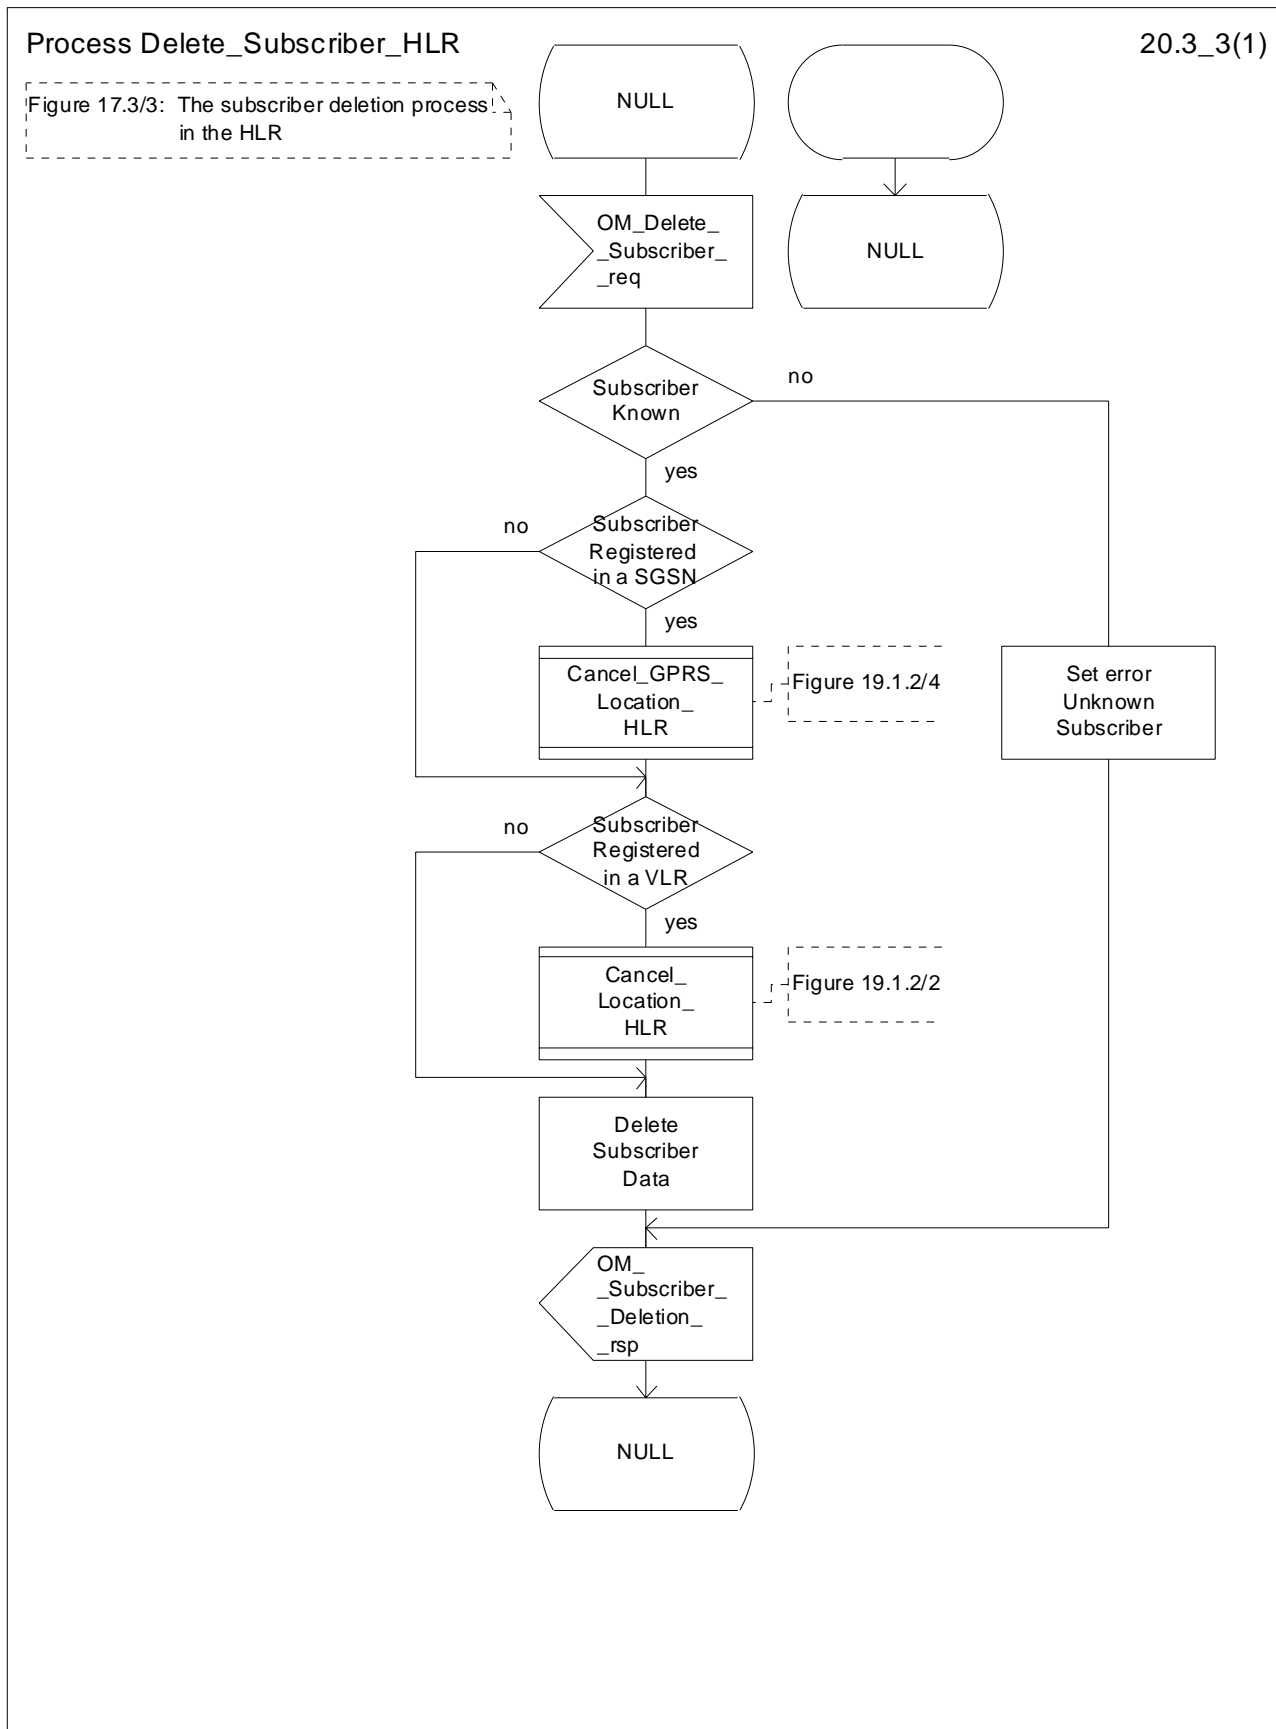 Process Delete_Subscriber_HLR
20.3_3(1)
Figure 17.3/3: The subscriber deletion process
in the HLR
NULL
OM_Delete_
_Subscriber_
_req
NULL
Subscriber
Known
no
yes
Subscriber
Registered
in a SGSN
no
yes
Cancel_GPRS_
Location_
HLR
Figure 19.1.2/4
Set error
Unknown
Subscriber
Subscriber
Registered
in a VLR
no
yes
Cancel_
Location_
HLR
Figure 19.1.2/2
Delete
Subscriber
Data
OM_
_Subscriber_
_Deletion_
_rsp
NULL